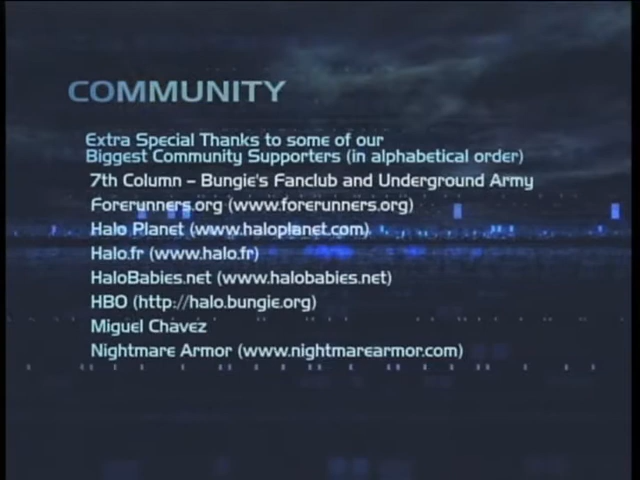 COMMUNITY
Extra Special Thanks to some of our
Biggest Community Supporters (in alphabetical order)
7th Column – Bungie's Fanclub and Underground Army
Forerunners.org (www.forerunners.org)
Halo Planet (www.haloplanet.com)
Halo.fr (www.halo.fr)
HaloBabies.net (www.halobabies.net)
HBO (http://halo.bungie.org)
Miguel Chavez
Nightmare Armor (www.nightmarearmor.com)